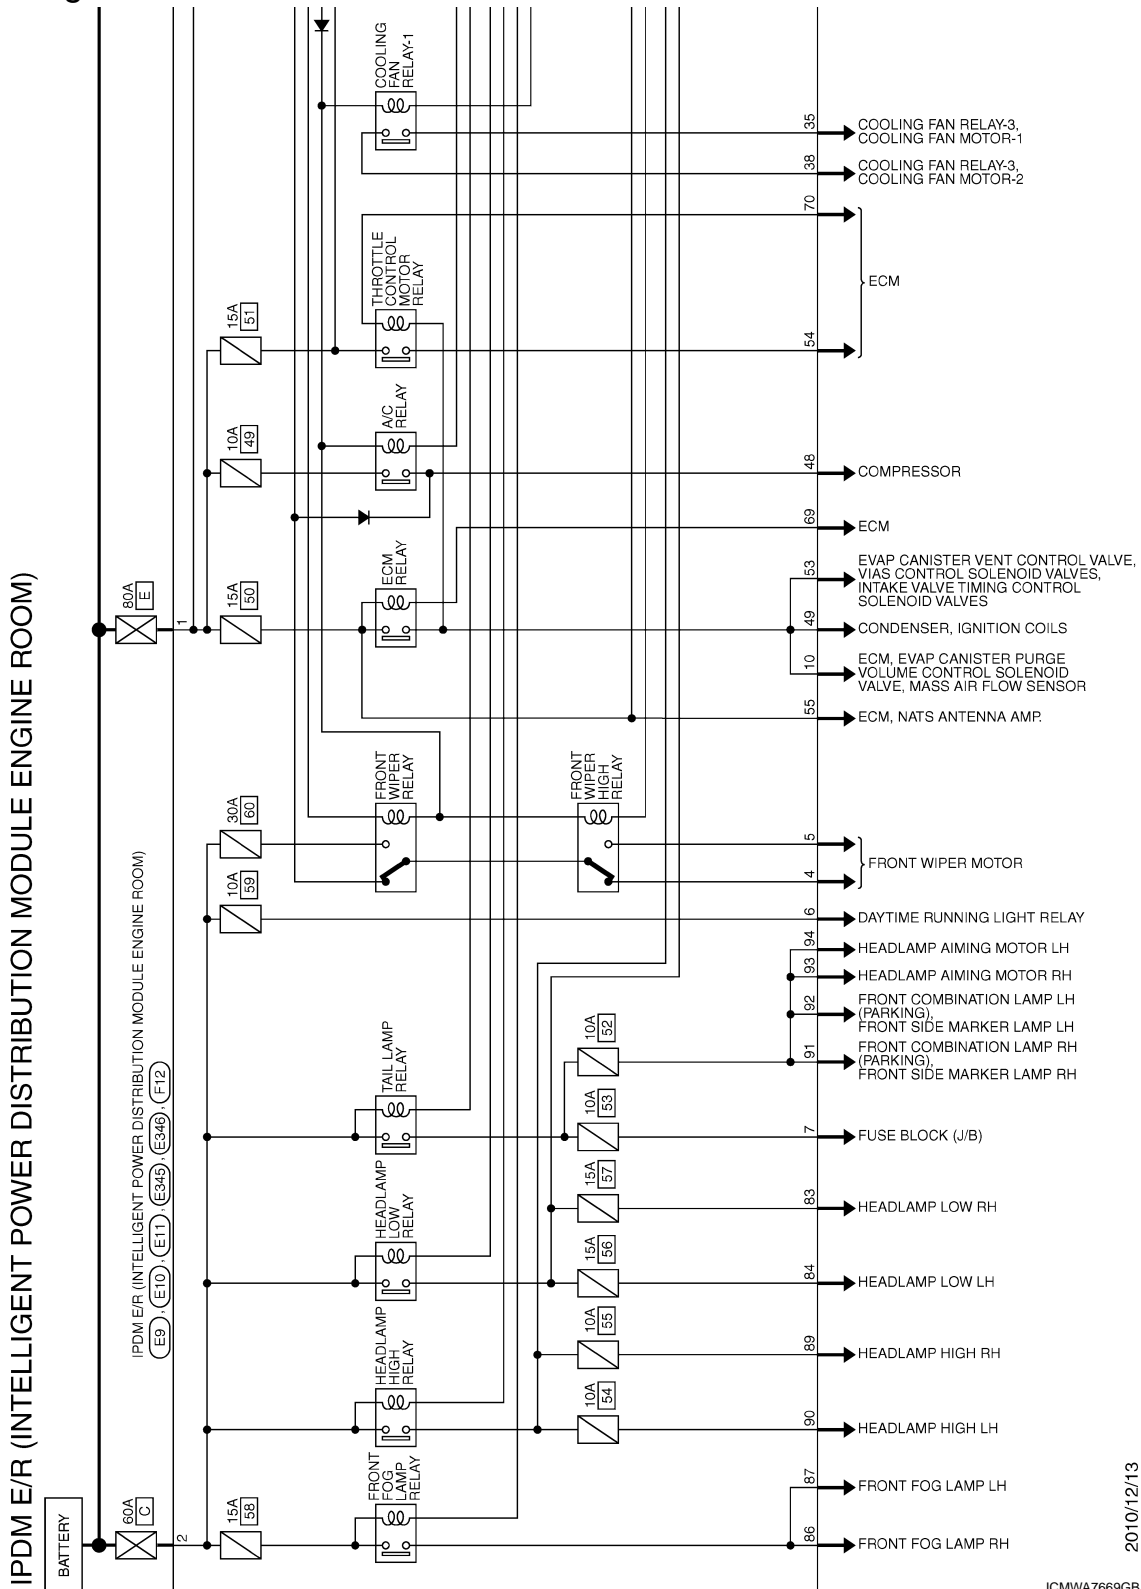 IPDM E/R (INTELLIGENT POWER DISTRIBUTION MODULE ENGINE ROOM)
BATTERY
60A
C
80A
E
2
1
IPDM E/R (INTELLIGENT POWER DISTRIBUTION MODULE ENGINE ROOM)
E9 , E10 , E11 , E345 , E346 , F12
15A
58
10A
59
30A
60
15A
50
10A
49
15A
51
FRONT
FOG
LAMP
RELAY
HEADLAMP
HIGH
RELAY
HEADLAMP
LOW
RELAY
TAIL LAMP
RELAY
FRONT
WIPER
RELAY
ECM
RELAY
A/C
RELAY
THROTTLE
CONTROL
MOTOR
RELAY
COOLING
FAN
RELAY-1
10A
54
10A
55
15A
56
15A
57
10A
53
10A
52
FRONT
WIPER
HIGH
RELAY
35
COOLING FAN RELAY-3,
COOLING FAN MOTOR-1
38
COOLING FAN RELAY-3,
COOLING FAN MOTOR-2
70
ECM
54
48
COMPRESSOR
69
ECM
53
EVAP CANISTER VENT CONTROL VALVE,
VIAS CONTROL SOLENOID VALVES,
INTAKE VALVE TIMING CONTROL
SOLENOID VALVES
49
CONDENSER, IGNITION COILS
10
ECM, EVAP CANISTER PURGE
VOLUME CONTROL SOLENOID
VALVE, MASS AIR FLOW SENSOR
55
ECM, NATS ANTENNA AMP.
5
FRONT WIPER MOTOR
4
6
DAYTIME RUNNING LIGHT RELAY
94
HEADLAMP AIMING MOTOR LH
93
HEADLAMP AIMING MOTOR RH
92
FRONT COMBINATION LAMP LH
(PARKING),
FRONT SIDE MARKER LAMP LH
91
FRONT COMBINATION LAMP RH
(PARKING),
FRONT SIDE MARKER LAMP RH
7
FUSE BLOCK (J/B)
83
HEADLAMP LOW RH
84
HEADLAMP LOW LH
89
HEADLAMP HIGH RH
90
HEADLAMP HIGH LH
87
FRONT FOG LAMP LH
86
FRONT FOG LAMP RH
2010/12/13
JCMWA7669GB